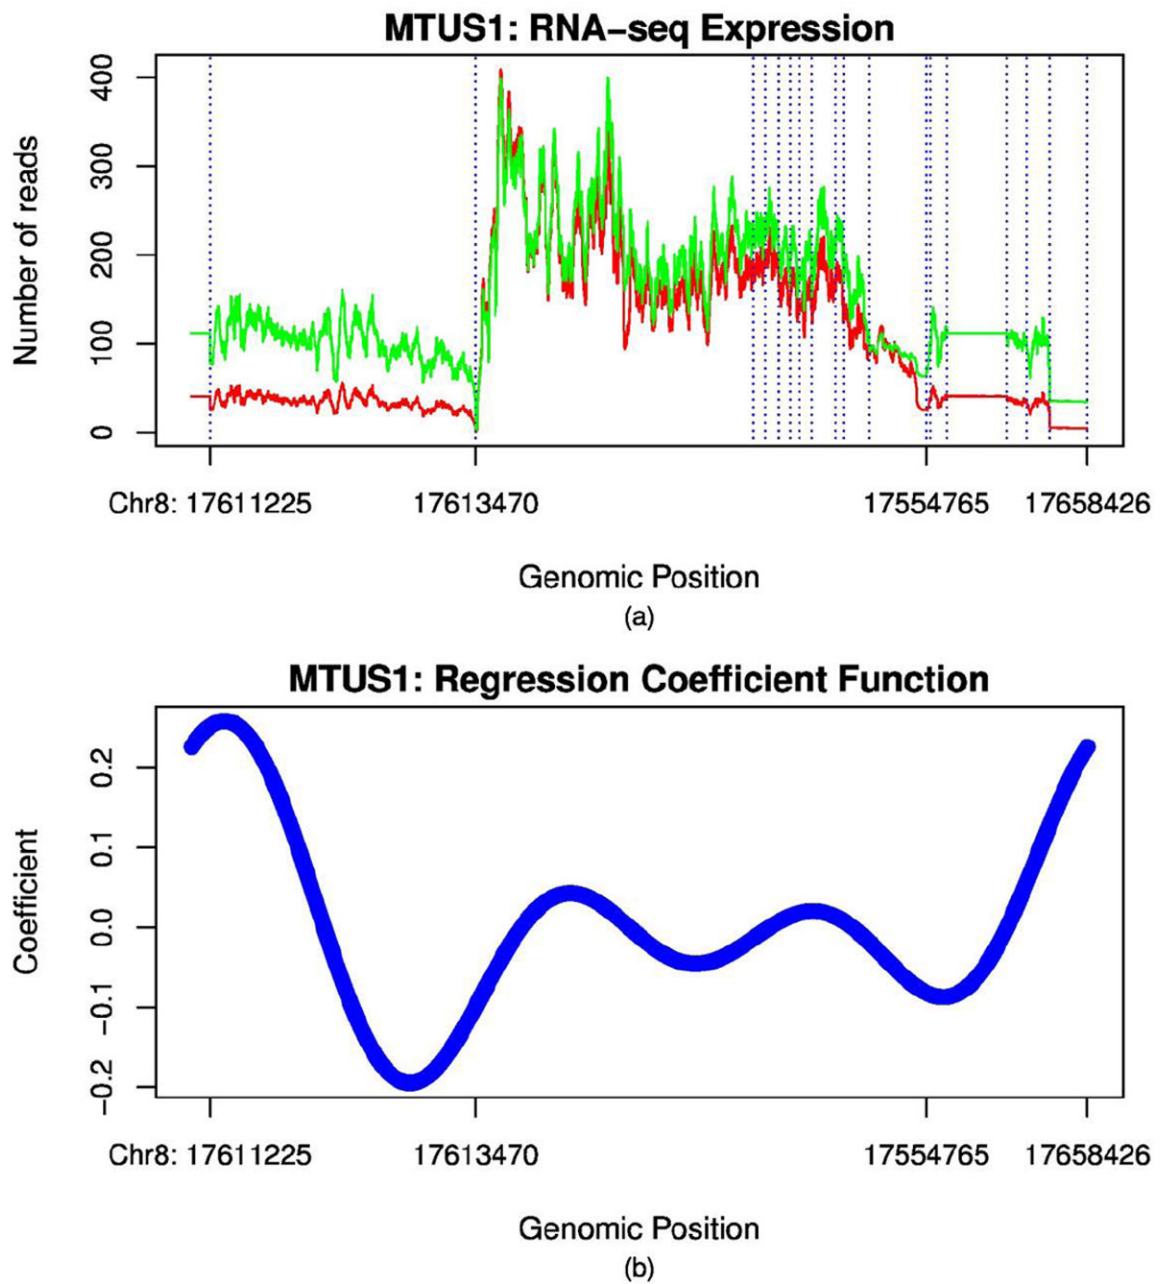 MTUS1: RNA−seq Expression
Number of reads
400
300
200
100
0
Chr8: 17611225 17613470 17554765 17658426
Genomic Position
(a)
MTUS1: Regression Coefficient Function
Coefficient
0.2
0.1
0.0
−0.1
−0.2
Chr8: 17611225 17613470 17554765 17658426
Genomic Position
(b)